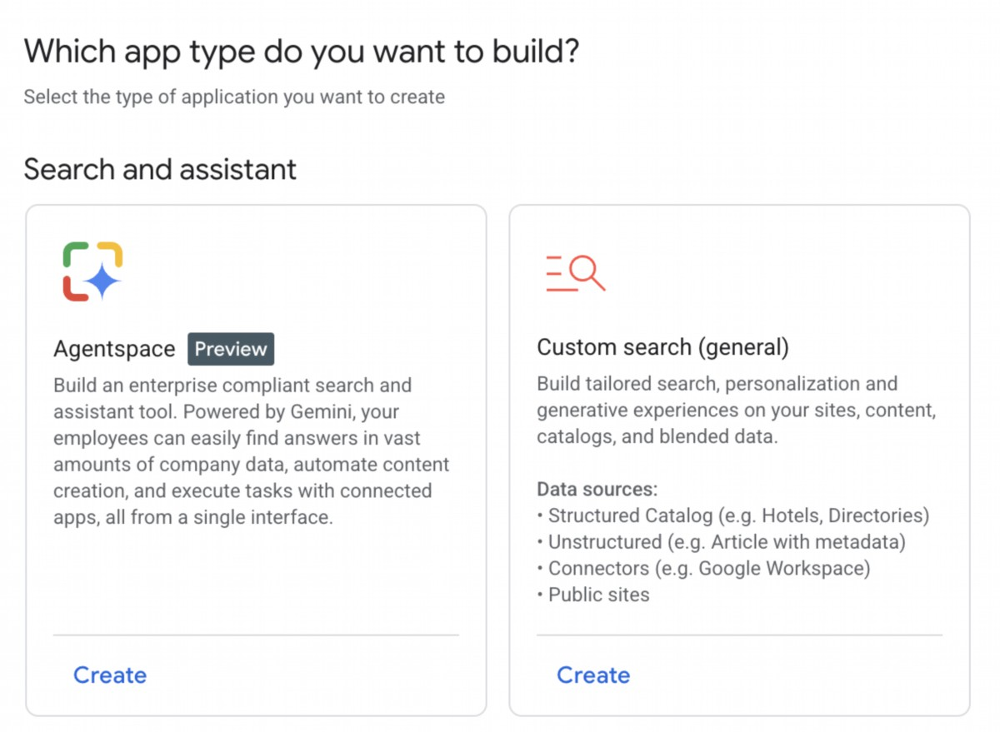 Which app type do you want to build?
Select the type of application you want to create
Search and assistant
Agentspace Preview
Build an enterprise compliant search and
assistant tool. Powered by Gemini, your
employees can easily find answers in vast
amounts of company data, automate content
creation, and execute tasks with connected
apps, all from a single interface.
Create
Custom search (general)
Build tailored search, personalization and
generative experiences on your sites, content,
catalogs, and blended data.
Data sources:
• Structured Catalog (e.g. Hotels, Directories)
• Unstructured (e.g. Article with metadata)
• Connectors (e.g. Google Workspace)
• Public sites
Create